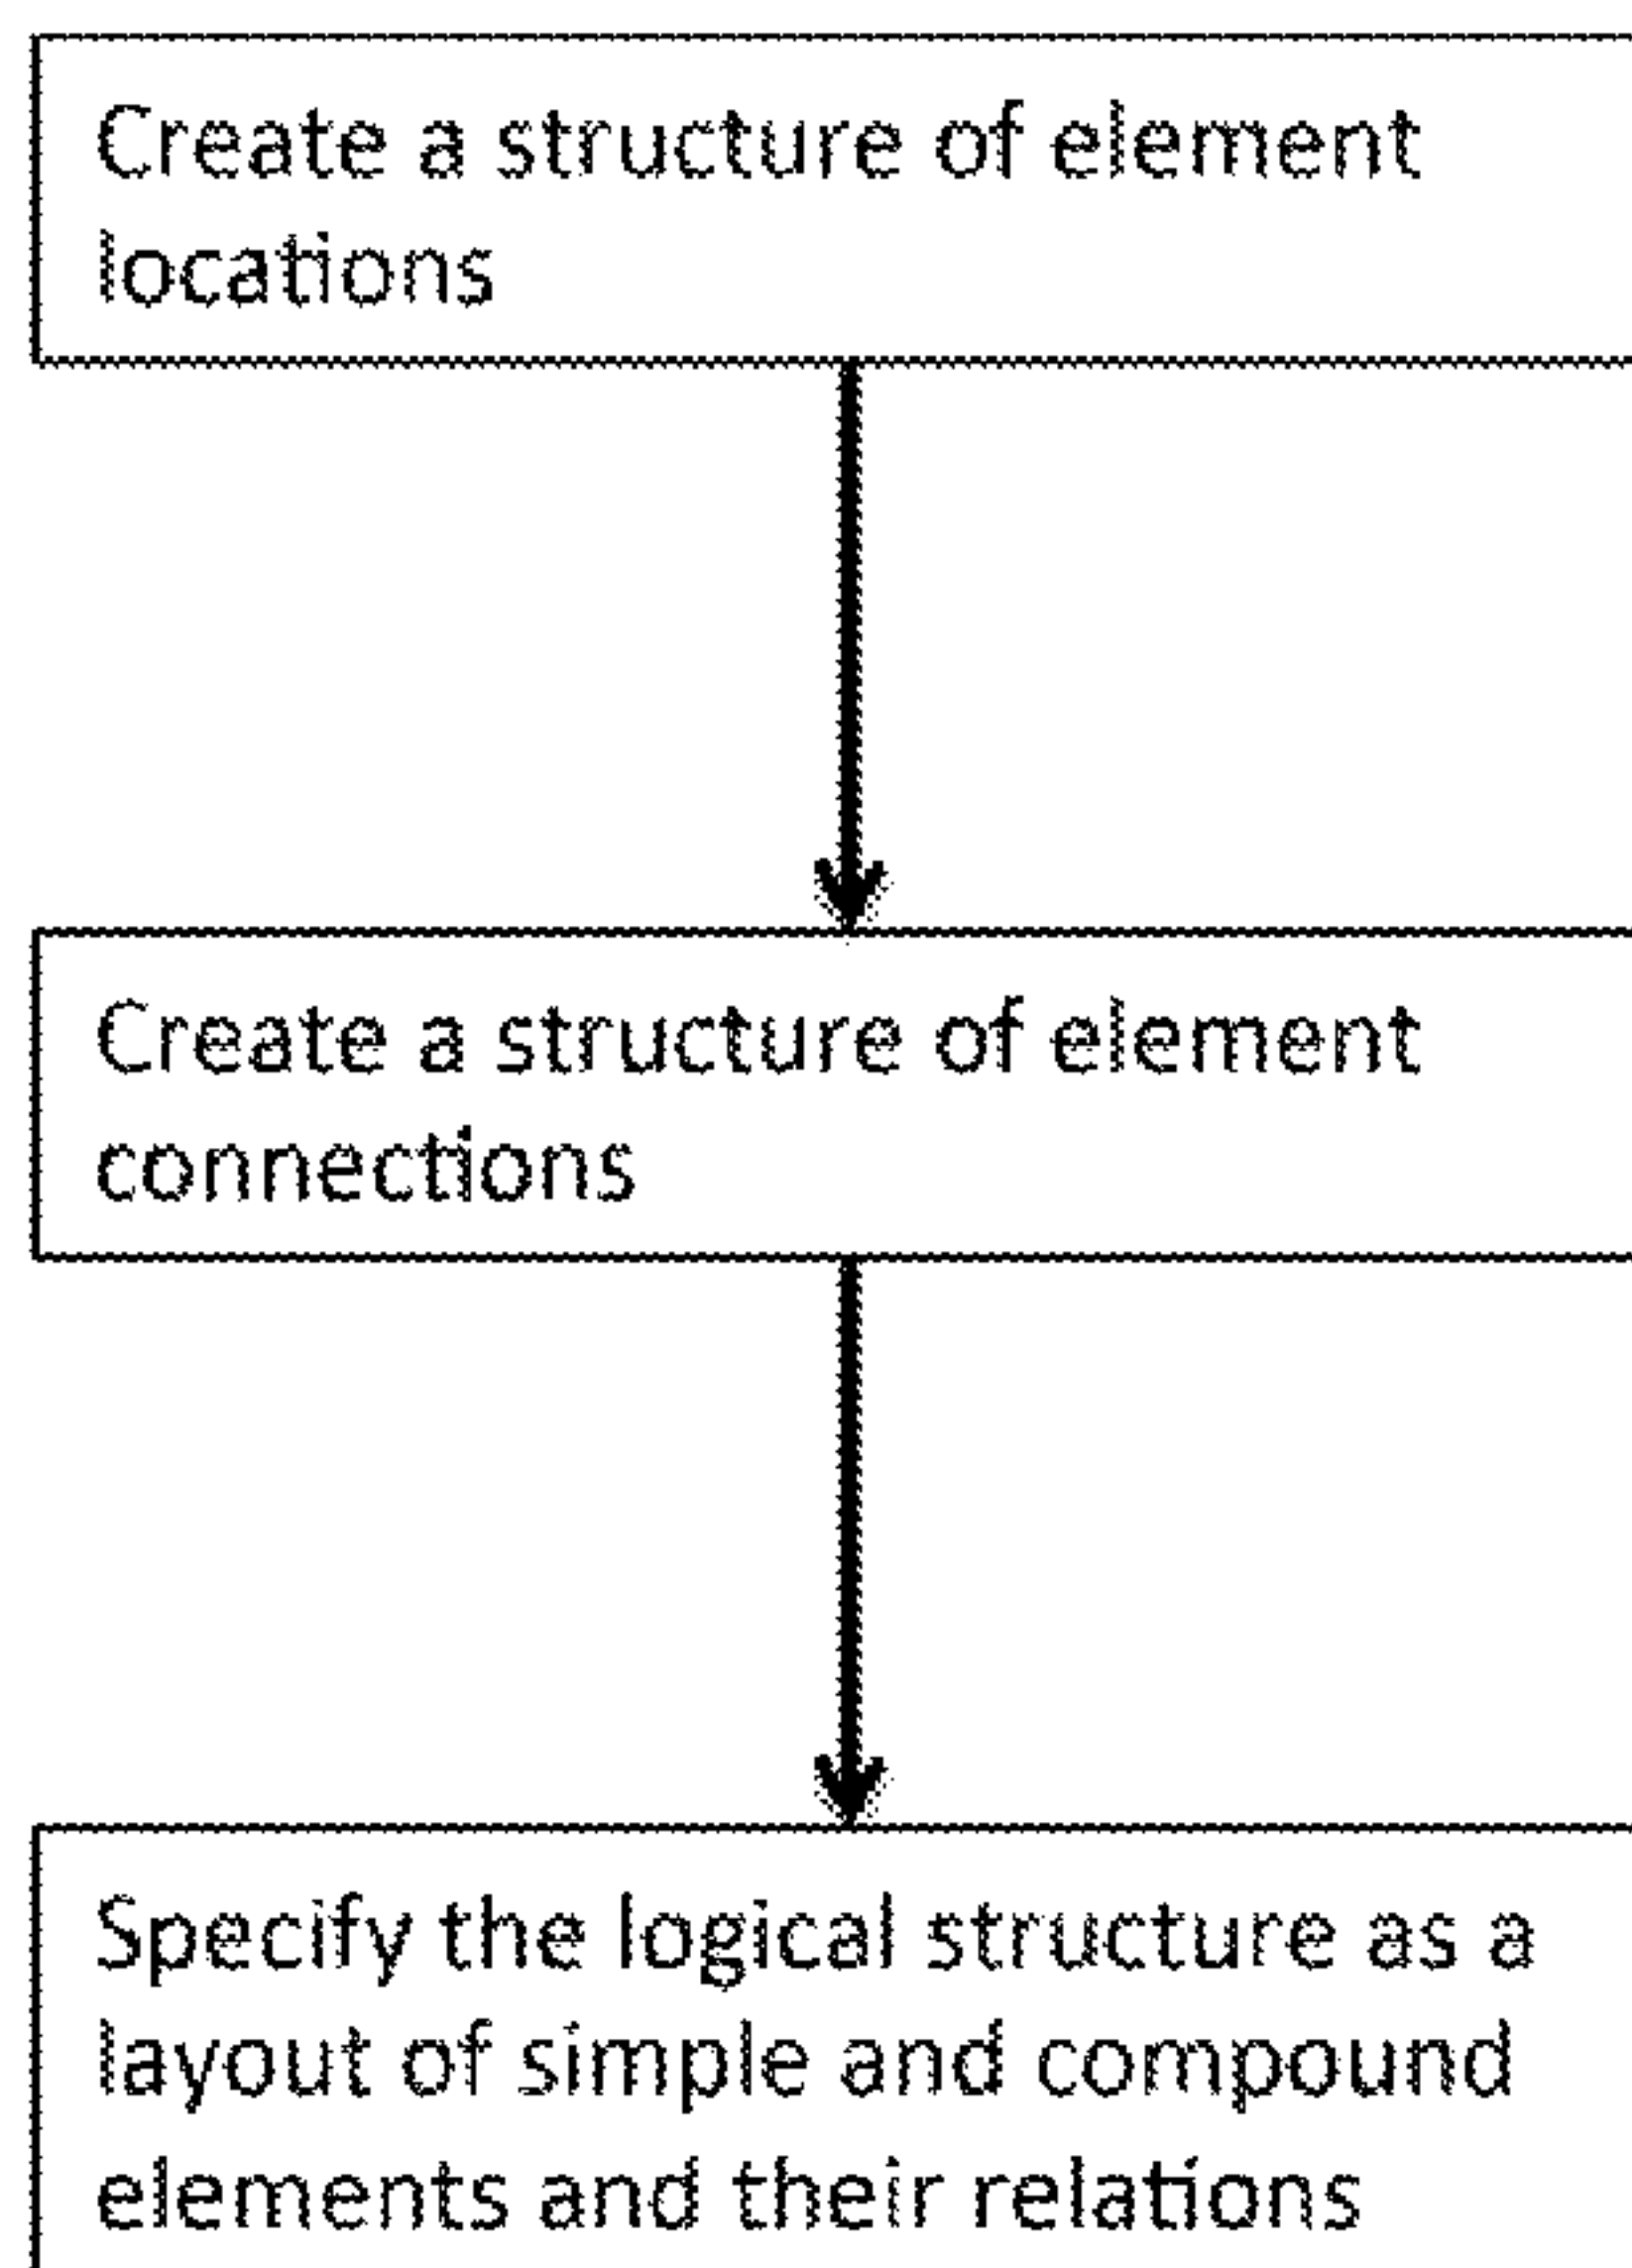 Create a structure of element
locations
Create a structure of element
connections
Specify the logical structure as a
layout of simple and compound
elements and their relations